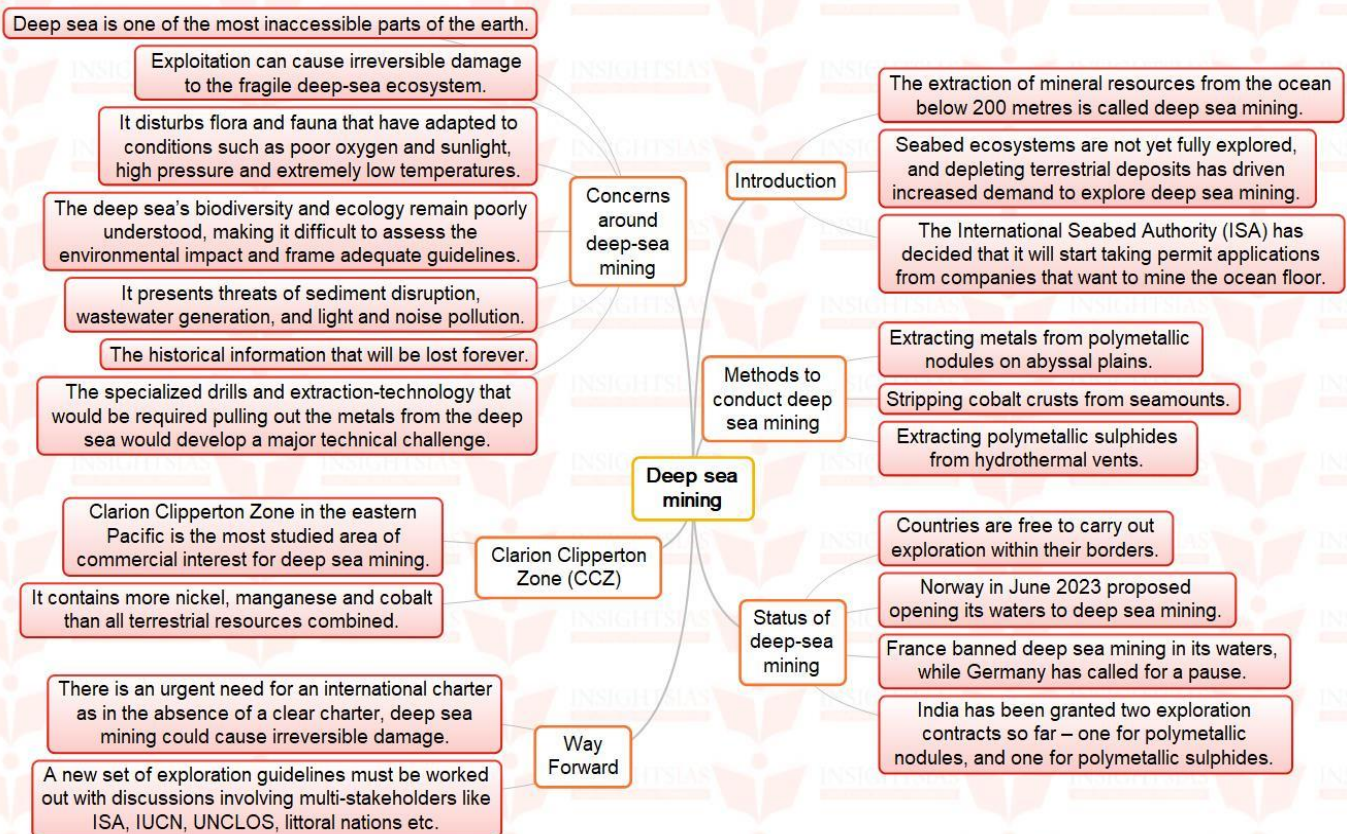 Deep sea mining
Introduction
The extraction of mineral resources from the ocean
below 200 metres is called deep sea mining.
Seabed ecosystems are not yet fully explored,
and depleting terrestrial deposits has driven
increased demand to explore deep sea mining.
The International Seabed Authority (ISA) has
decided that it will start taking permit applications
from companies that want to mine the ocean floor.
Methods to
conduct deep
sea mining
Extracting metals from polymetallic
nodules on abyssal plains.
Stripping cobalt crusts from seamounts.
Extracting polymetallic sulphides
from hydrothermal vents.
Status of
deep-sea
mining
Countries are free to carry out
exploration within their borders.
Norway in June 2023 proposed
opening its waters to deep sea mining.
France banned deep sea mining in its waters,
while Germany has called for a pause.
India has been granted two exploration
contracts so far – one for polymetallic
nodules, and one for polymetallic sulphides.
Concerns
around
deep-sea
mining
Deep sea is one of the most inaccessible parts of the earth.
Exploitation can cause irreversible damage
to the fragile deep-sea ecosystem.
It disturbs flora and fauna that have adapted to
conditions such as poor oxygen and sunlight,
high pressure and extremely low temperatures.
The deep sea’s biodiversity and ecology remain poorly
understood, making it difficult to assess the
environmental impact and frame adequate guidelines.
It presents threats of sediment disruption,
wastewater generation, and light and noise pollution.
The historical information that will be lost forever.
The specialized drills and extraction-technology that
would be required pulling out the metals from the deep
sea would develop a major technical challenge.
Clarion Clipperton
Zone (CCZ)
Clarion Clipperton Zone in the eastern
Pacific is the most studied area of
commercial interest for deep sea mining.
It contains more nickel, manganese and cobalt
than all terrestrial resources combined.
Way
Forward
There is an urgent need for an international charter
as in the absence of a clear charter, deep sea
mining could cause irreversible damage.
A new set of exploration guidelines must be worked
out with discussions involving multi-stakeholders like
ISA, IUCN, UNCLOS, littoral nations etc.
INSIGHTSIAS